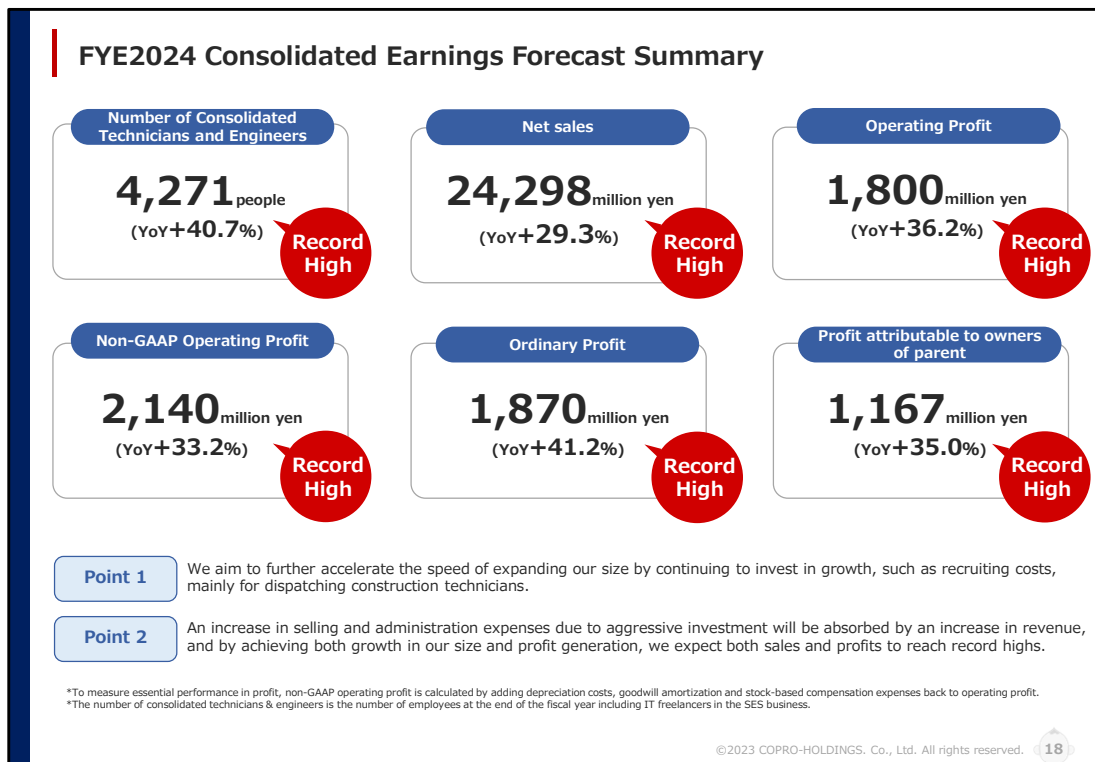 FYE2024 Consolidated Earnings Forecast Summary
Number of Consolidated
Technicians and Engineers
4,271people
(YoY+40.7%)
Record
High
Net sales
24,298million yen
(YoY+29.3%)
Record
High
Operating Profit
1,800million yen
(YoY+36.2%)
Record
High
Non-GAAP Operating Profit
2,140million yen
(YoY+33.2%)
Record
High
Ordinary Profit
1,870million yen
(YoY+41.2%)
Record
High
Profit attributable to owners
of parent
1,167million yen
(YoY+35.0%)
Record
High
Point 1
We aim to further accelerate the speed of expanding our size by continuing to invest in growth, such as recruiting costs,
mainly for dispatching construction technicians.
Point 2
An increase in selling and administration expenses due to aggressive investment will be absorbed by an increase in revenue,
and by achieving both growth in our size and profit generation, we expect both sales and profits to reach record highs.
*To measure essential performance in profit, non-GAAP operating profit is calculated by adding depreciation costs, goodwill amortization and stock-based compensation expenses back to operating profit.
*The number of consolidated technicians & engineers is the number of employees at the end of the fiscal year including IT freelancers in the SES business.
©2023 COPRO-HOLDINGS. Co., Ltd. All rights reserved.
18